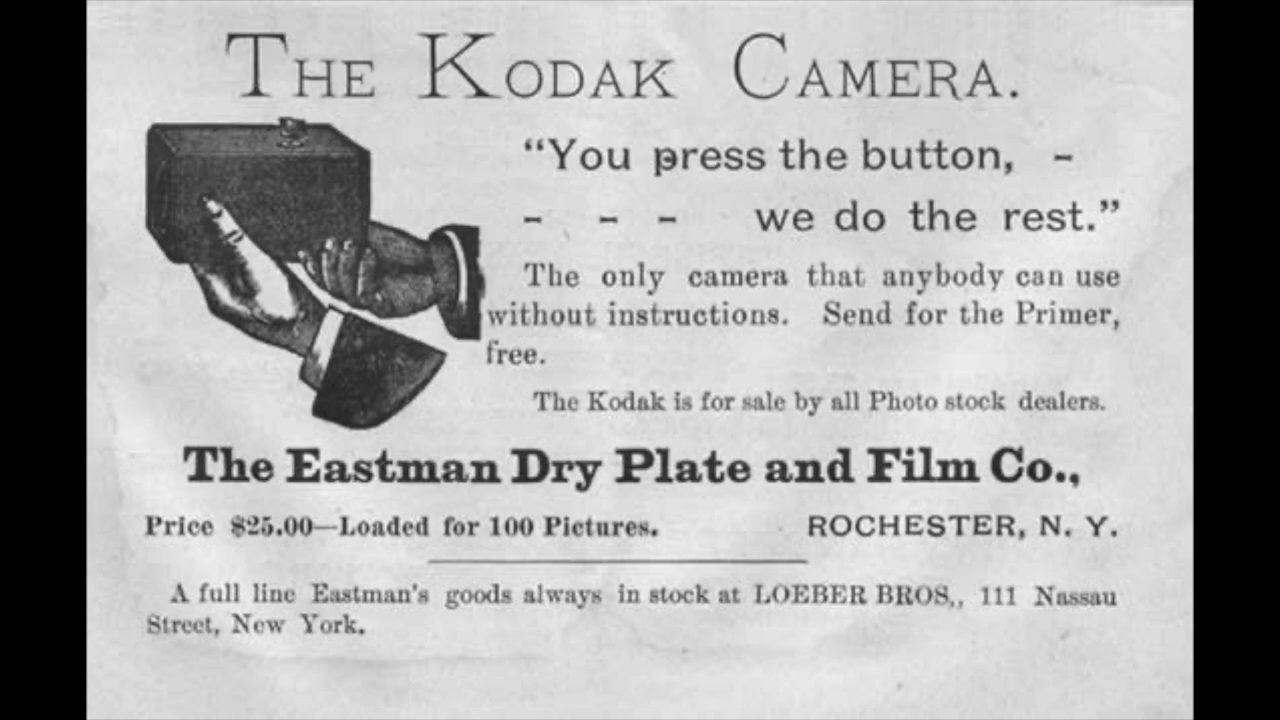 THE KODAK CAMERA.
“You press the button, -
- - - we do the rest.”
The only camera that anybody can use
without instructions. Send for the Primer,
free.
The Kodak is for sale by all Photo stock dealers.
The Eastman Dry Plate and Film Co.,
Price $25.00—Loaded for 100 Pictures. ROCHESTER, N. Y.
A full line Eastman's goods always in stock at LOEBER BROS,, 111 Nassau
Street, New York.